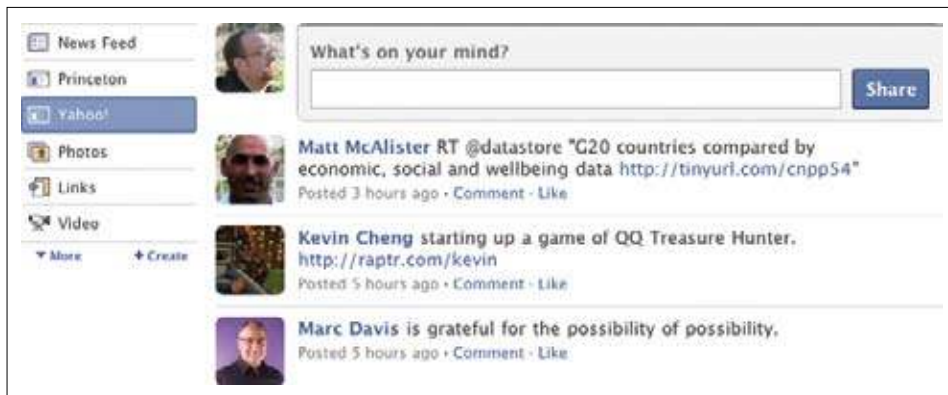 News Feed
Princeton
Yahoo!
Photos
Links
Video
More + Create
What's on your mind?
Share
Matt McAlister RT @datastore "G20 countries compared by
economic, social and wellbeing data http://tinyurl.com/cnpp54"
Posted 3 hours ago · Comment · Like
Kevin Cheng starting up a game of QQ Treasure Hunter.
http://raptr.com/kevin
Posted 5 hours ago · Comment · Like
Marc Davis is grateful for the possibility of possibility.
Posted 5 hours ago · Comment · Like